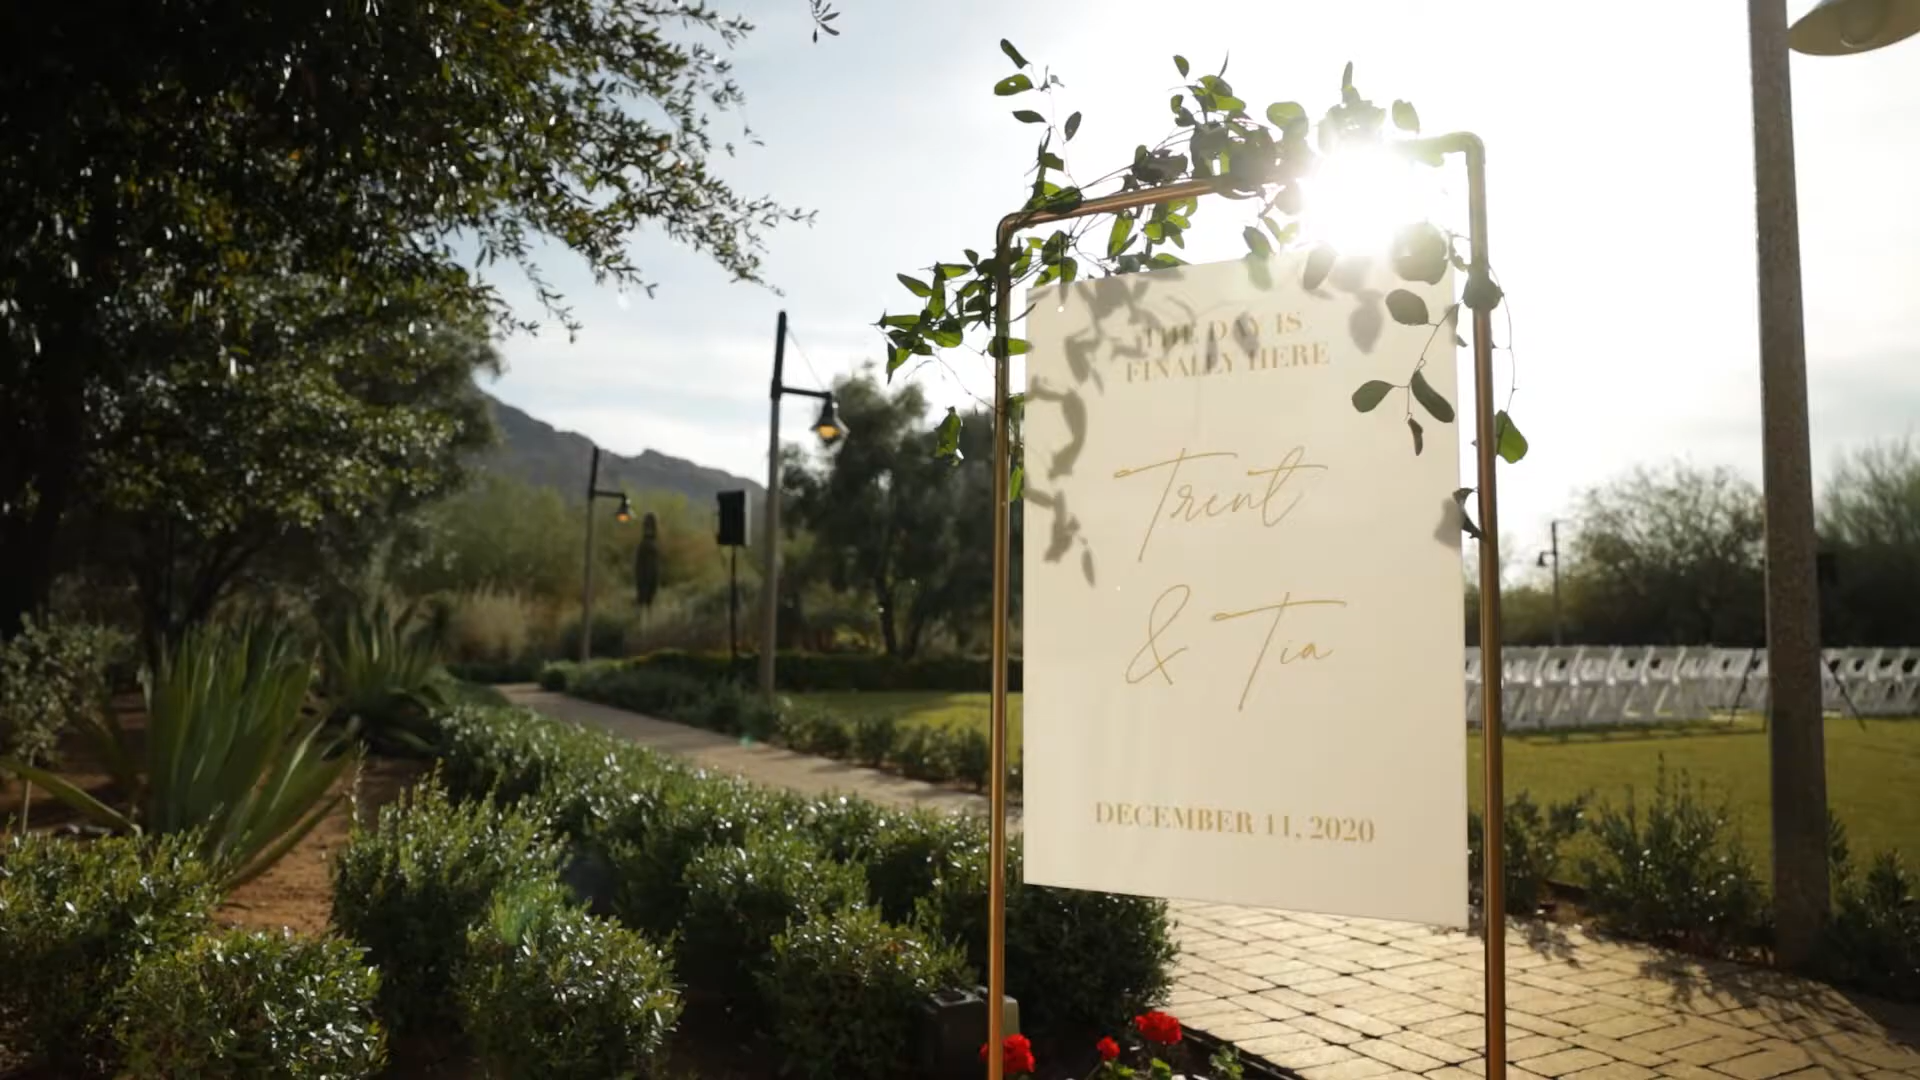 THE DAY IS
FINALLY HERE
Trent
& Tia
DECEMBER 11, 2020